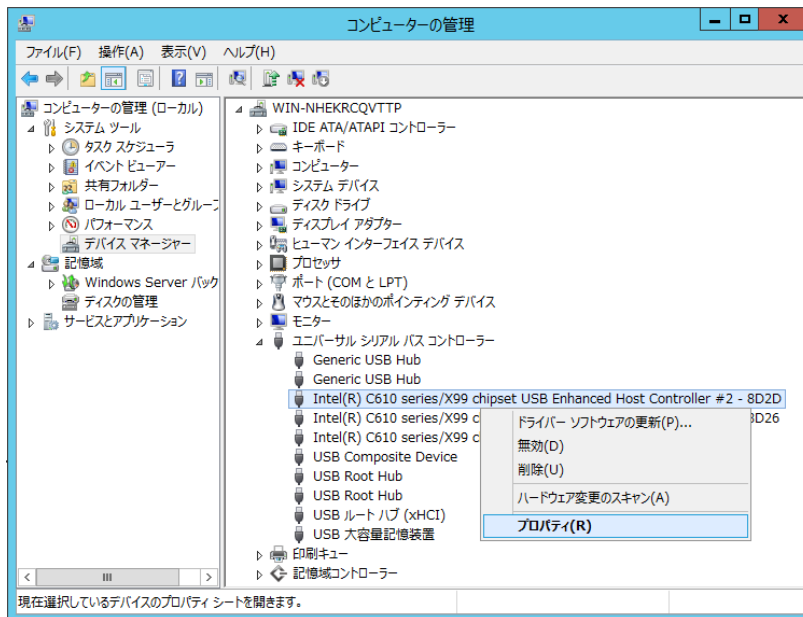 コンピューターの管理
ファイル(F) 操作(A) 表示(V) ヘルプ(H)
コンピューターの管理 (ローカル)
システム ツール
タスク スケジューラ
イベント ビューアー
共有フォルダー
ローカル ユーザーとグルーフ
パフォーマンス
デバイス マネージャー
記憶域
Windows Server バック
ディスクの管理
サービスとアプリケーション
WIN-NHEKRCQVTTP
IDE ATA/ATAPI コントローラー
キーボード
コンピューター
システム デバイス
ディスク ドライブ
ディスプレイ アダプター
ヒューマン インターフェイス デバイス
プロセッサ
ポート (COM と LPT)
マウスとそのほかのポインティング デバイス
モニター
ユニバーサル シリアル バス コントローラー
Generic USB Hub
Generic USB Hub
Intel(R) C610 series/X99 chipset USB Enhanced Host Controller #2 - 8D2D
Intel(R) C610 series/X99 c 8D26
Intel(R) C610 series/X99 c
USB Composite Device
USB Root Hub
USB Root Hub
USB ルート ハブ (xHCI)
USB 大容量記憶装置
印刷キュー
記憶域コントローラー
ドライバー ソフトウェアの更新(P)...
無効(D)
削除(U)
ハードウェア変更のスキャン(A)
プロパティ(R)
現在選択しているデバイスのプロパティ シートを開きます。